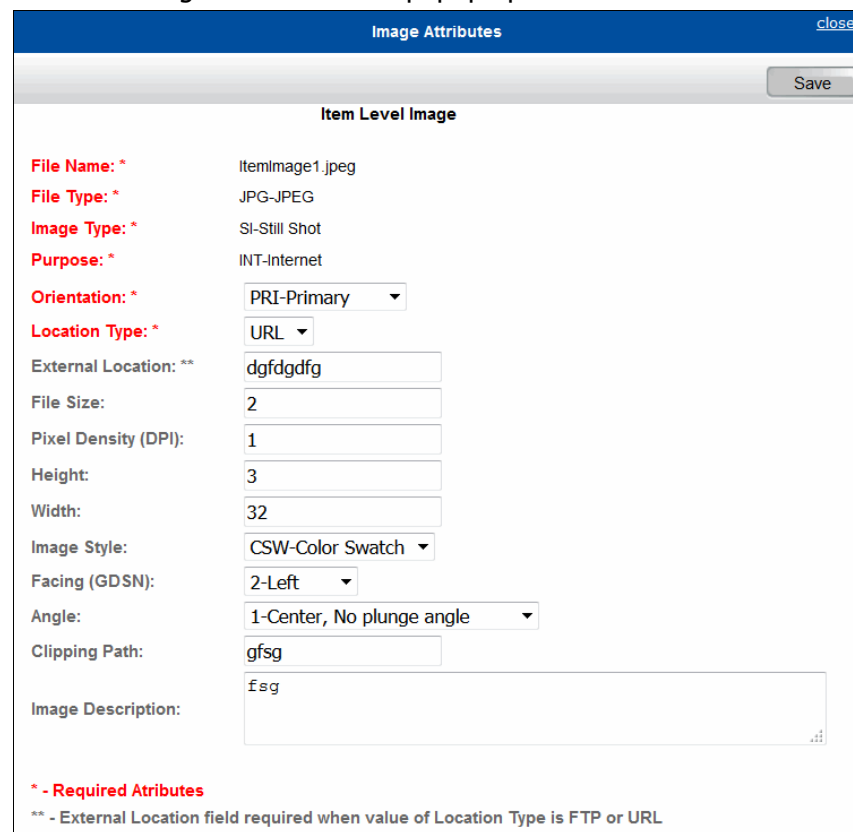 Image Attributes
close
Save
Item Level Image
File Name: * ItemImage1.jpeg
File Type: * JPG-JPEG
Image Type: * SI-Still Shot
Purpose: * INT-Internet
Orientation: * PRI-Primary
Location Type: * URL
External Location: ** dgfdgdfg
File Size: 2
Pixel Density (DPI): 1
Height: 3
Width: 32
Image Style: CSW-Color Swatch
Facing (GDSN): 2-Left
Angle: 1-Center, No plunge angle
Clipping Path: gfsg
Image Description: fsg
* - Required Atributes
** - External Location field required when value of Location Type is FTP or URL